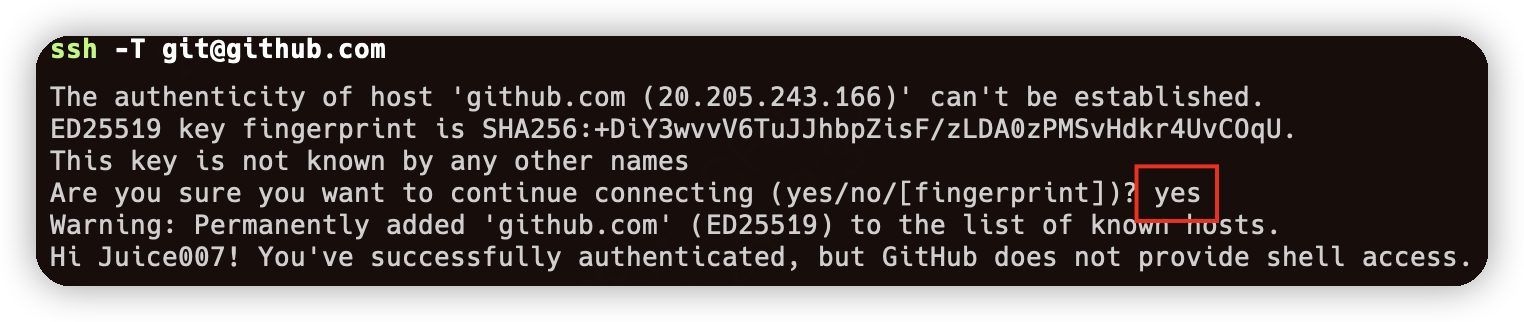 ssh -T git@github.com
The authenticity of host 'github.com (20.205.243.166)' can't be established.
ED25519 key fingerprint is SHA256:+DiY3wvvV6TuJJhbpZisF/zLDA0zPMSvHdkr4UvCOqU.
This key is not known by any other names
Are you sure you want to continue connecting (yes/no/[fingerprint])? yes
Warning: Permanently added 'github.com' (ED25519) to the list of known hosts.
Hi Juice007! You've successfully authenticated, but GitHub does not provide shell access.